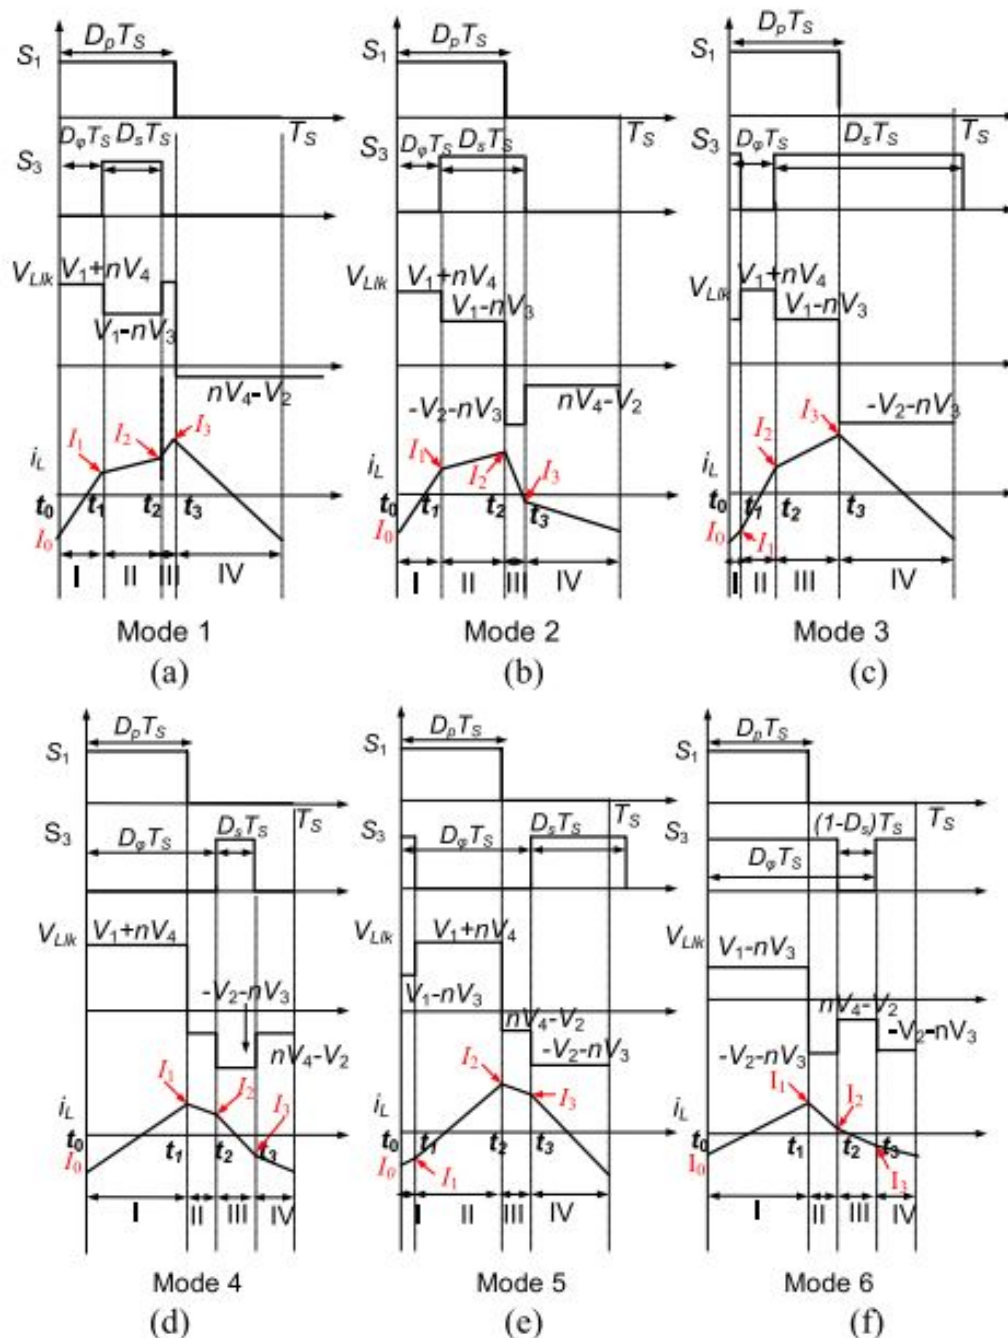 DpTS DpTS DpTS
S1 S1 S1
DφTS DsTS TS DφTS DsTS TS DφTS DsTS TS
S3 S3 S3
VLlk V1+nV4 VLlk V1+nV4 VLlk V1+nV4
V1-nV3 V1-nV3 V1-nV3
nV4-V2 -V2-nV3 nV4-V2 -V2-nV3
I1 I2 I3 I1 I2 I3 I2 I3
iL iL iL
t0 t1 t2 t3 t0 t1 t2 t3 t0 t1 t2 t3
I0 I0 I0 I1
I II III IV I II III IV I II III IV
Mode 1 Mode 2 Mode 3
(a) (b) (c)
DpTS DpTS DpTS
S1 S1 S1
DφTS DsTS TS DφTS DsTS TS (1-Ds)TS TS
S3 S3 S3 DφTS
VLlk V1+nV4 VLlk V1+nV4 VLlk V1-nV3
-V2-nV3 nV4-V2 V1-nV3 nV4-V2 -V2-nV3 -V2-nV3 nV4-V2 -V2-nV3
I1 I2 I3 I2 I3 I1 I2
iL iL iL
t0 t1 t2 t3 t0 t1 t2 t3 t0 t1 t2 t3
I0 I0 I1 I0 I3
I II III IV I II III IV I II III IV
Mode 4 Mode 5 Mode 6
(d) (e) (f)